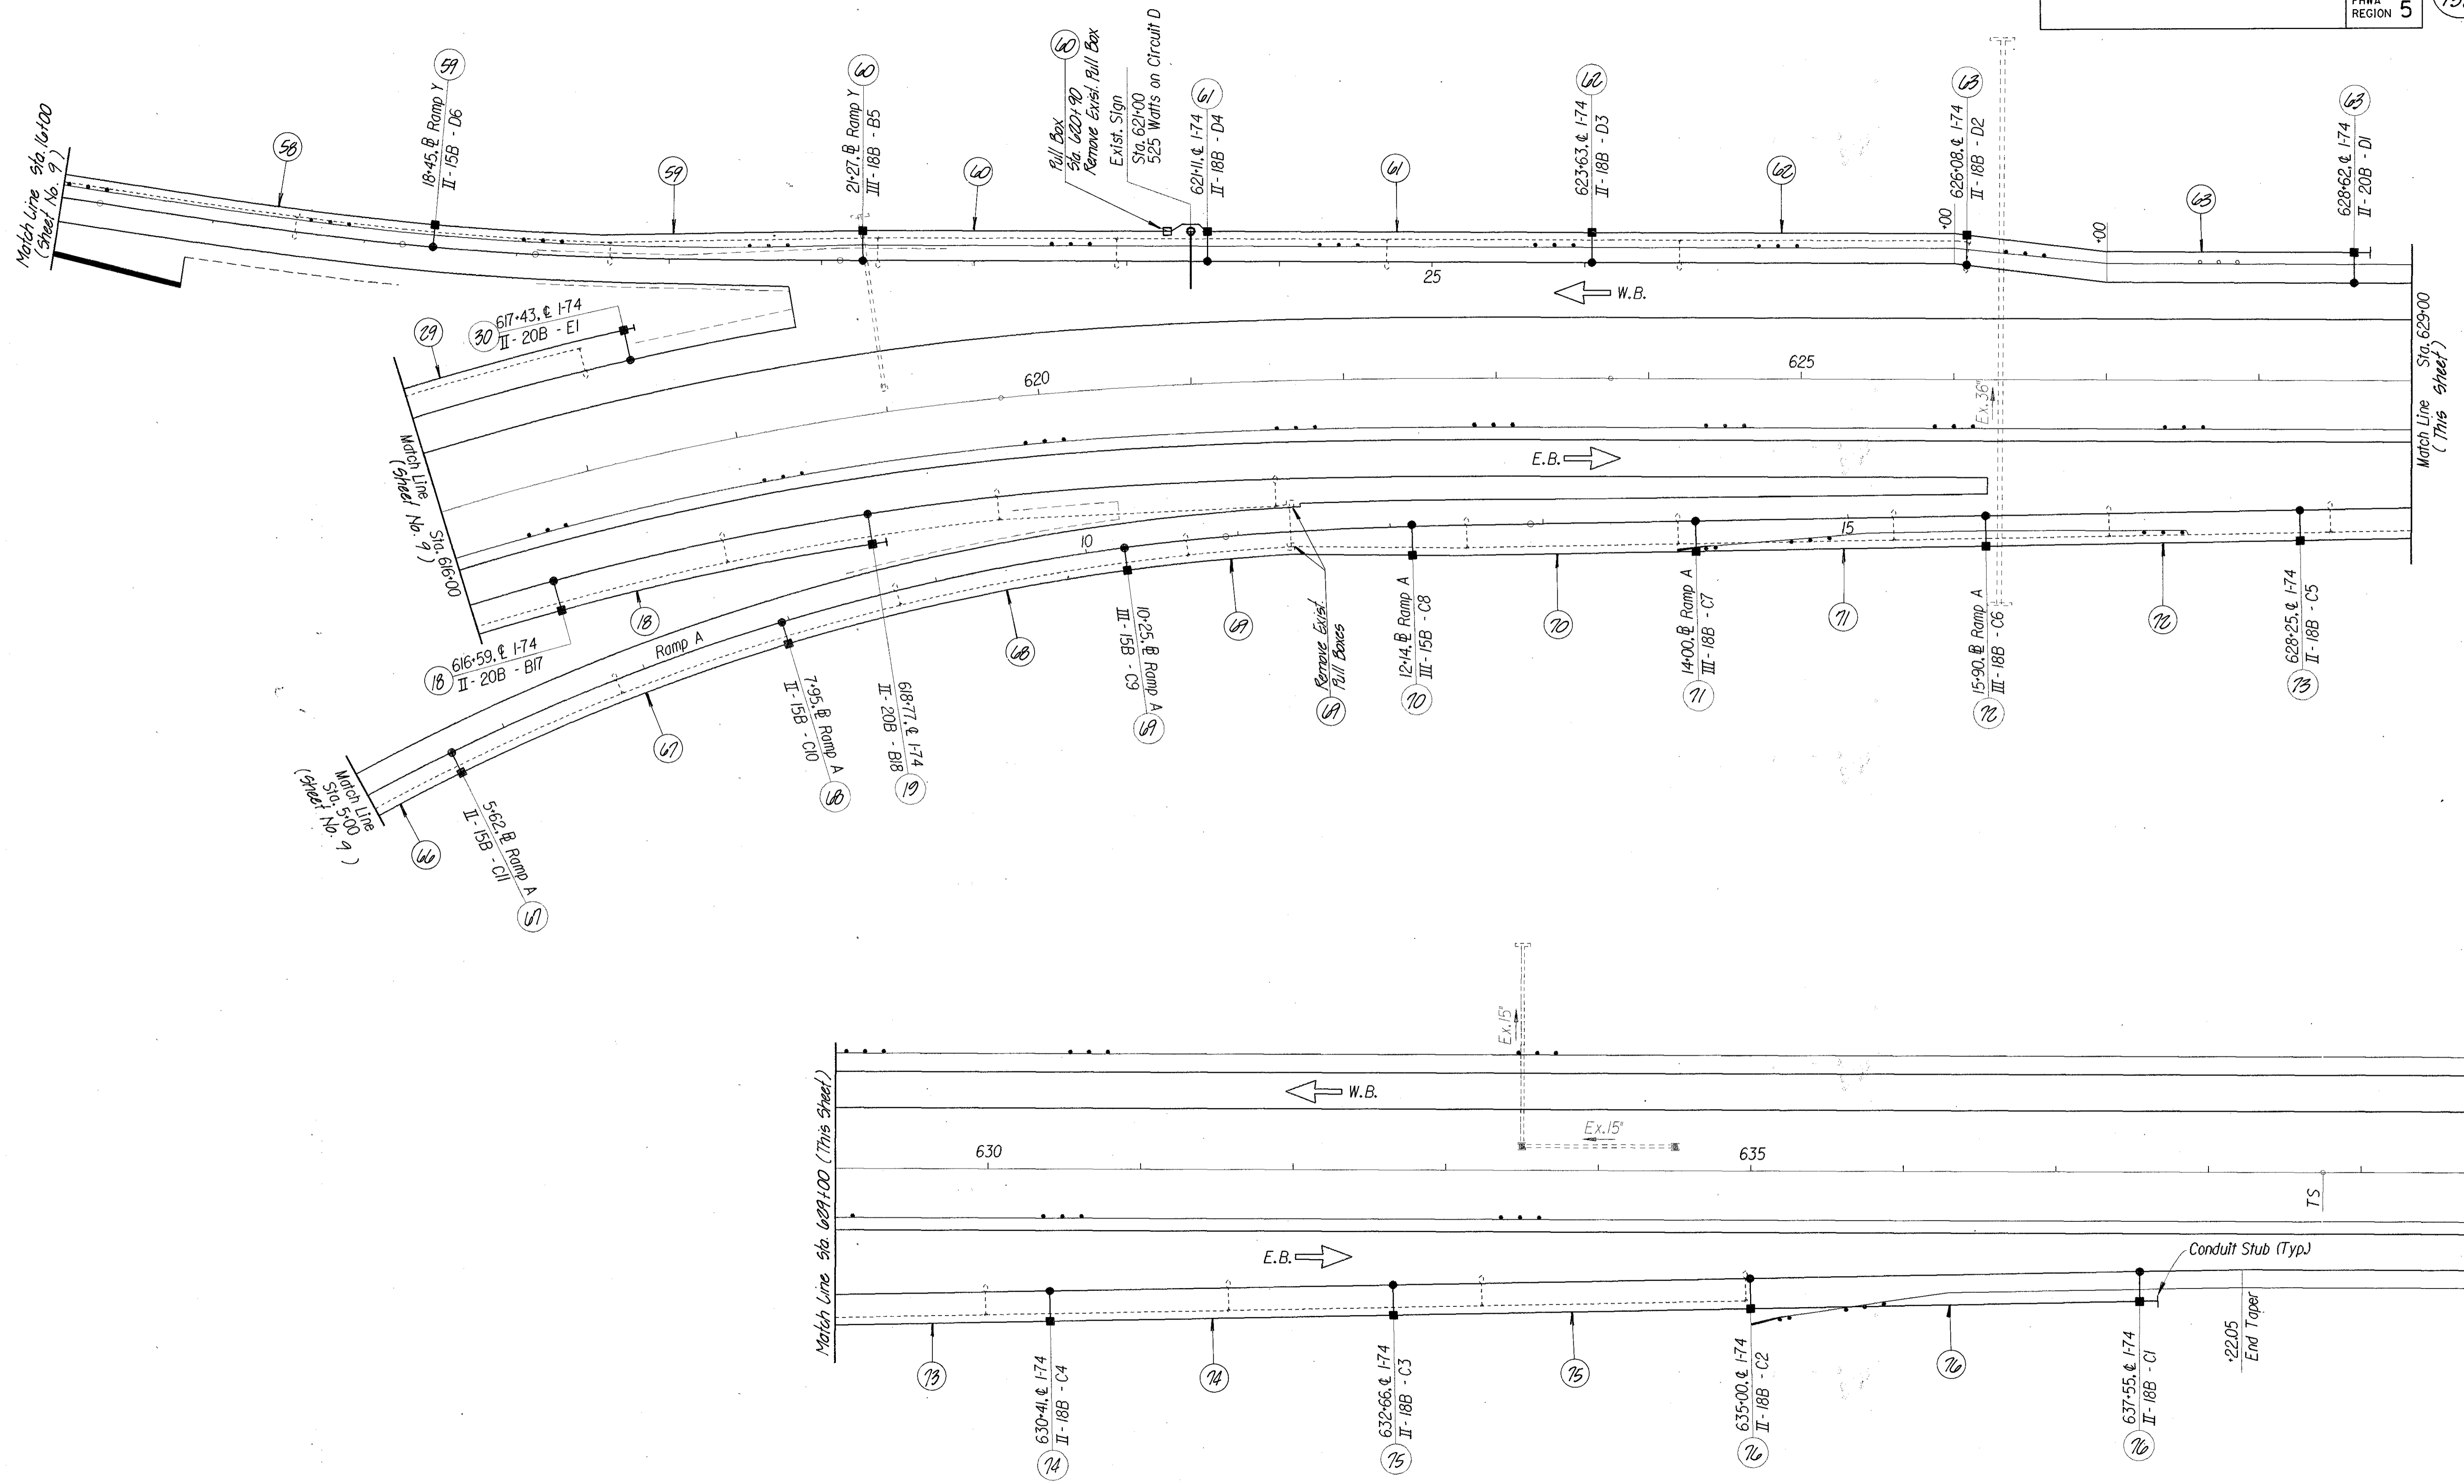 REGION 5
Match Line Sta. 16+00
(Sheet No. 9)
58
59
18+45, ℄ Ramp Y
II - 15B - D6
59
60
21+27, ℄ Ramp Y
III - 18B - B5
60
60
Pull Box
Sta. 620+90
Remove Exist. Pull Box
Exist. Sign
Sta. 621+00
525 Watts on Circuit D
61
621+11, ℄ I-74
II - 18B - D4
61
62
623+63, ℄ I-74
II - 18B - D3
62
63
626+08, ℄ I-74
II - 18B - D2
+00
+00
63
63
628+62, ℄ I-74
II - 20B - D1
25
W.B.
Match Line Sta. 629+00
(This Sheet)
29
30
617+43, ℄ I-74
II - 20B - E1
620
625
Ex. 36"
E.B.
Match Line Sta. 616+00
(Sheet No. 9)
18
616+59, ℄ I-74
II - 20B - B17
18
Ramp A
10
15
618+77, ℄ I-74
II - 20B - B18
19
Match Line
Sta. 5+00
(Sheet No. 9)
66
5+62, ℄ Ramp A
II - 15B - C11
67
67
7+95, ℄ Ramp A
II - 15B - C10
68
68
10+25, ℄ Ramp A
III - 15B - C9
69
69
Remove Exist.
Pull Boxes
69
12+14, ℄ Ramp A
III - 15B - C8
70
70
14+00, ℄ Ramp A
III - 18B - C7
71
71
15+90, ℄ Ramp A
III - 18B - C6
72
72
628+25, ℄ I-74
II - 18B - C5
73
Match Line Sta. 629+00 (This Sheet)
Ex. 15"
W.B.
Ex. 15"
630
635
TS
E.B.
Conduit Stub (Typ.)
73
630+41, ℄ I-74
II - 18B - C4
74
74
632+66, ℄ I-74
II - 18B - C3
75
75
635+00, ℄ I-74
II - 18B - C2
76
76
637+55, ℄ I-74
II - 18B - C1
76
+22.05
End Taper